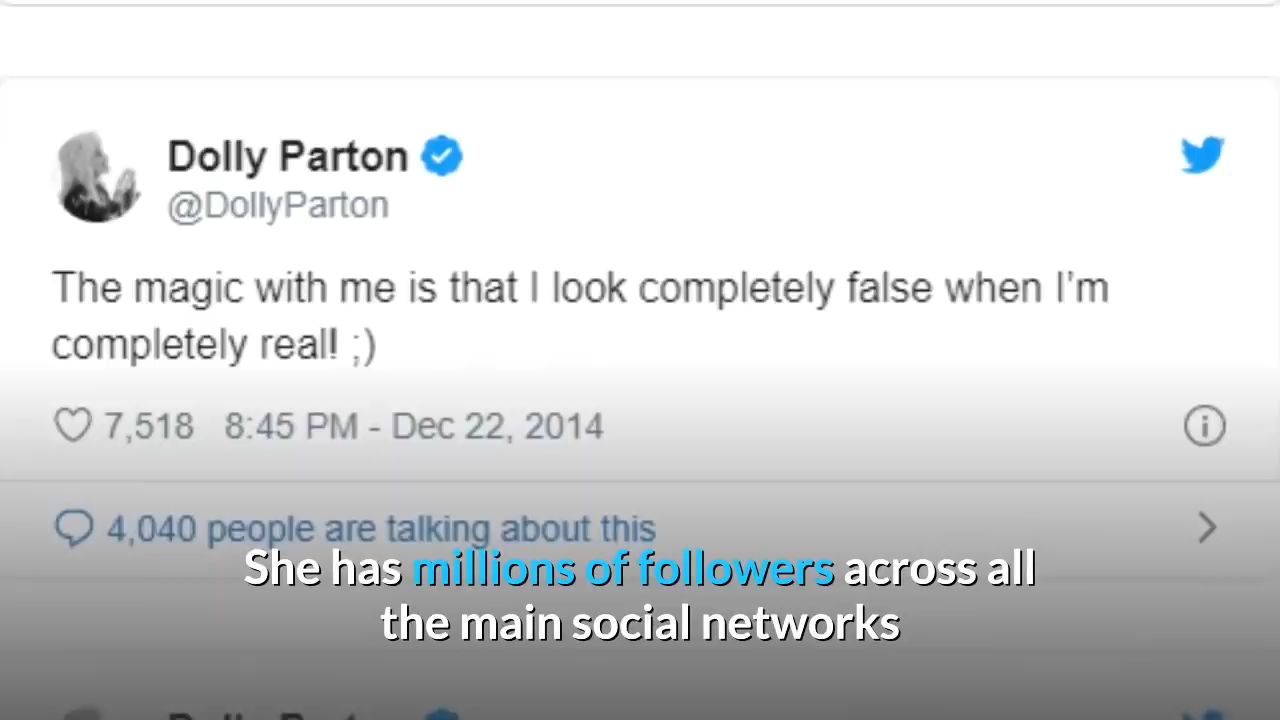 Dolly Parton
@DollyParton
The magic with me is that I look completely false when I'm
completely real! ;)
7,518 8:45 PM - Dec 22, 2014
4,040 people are talking about this
She has millions of followers across all
the main social networks